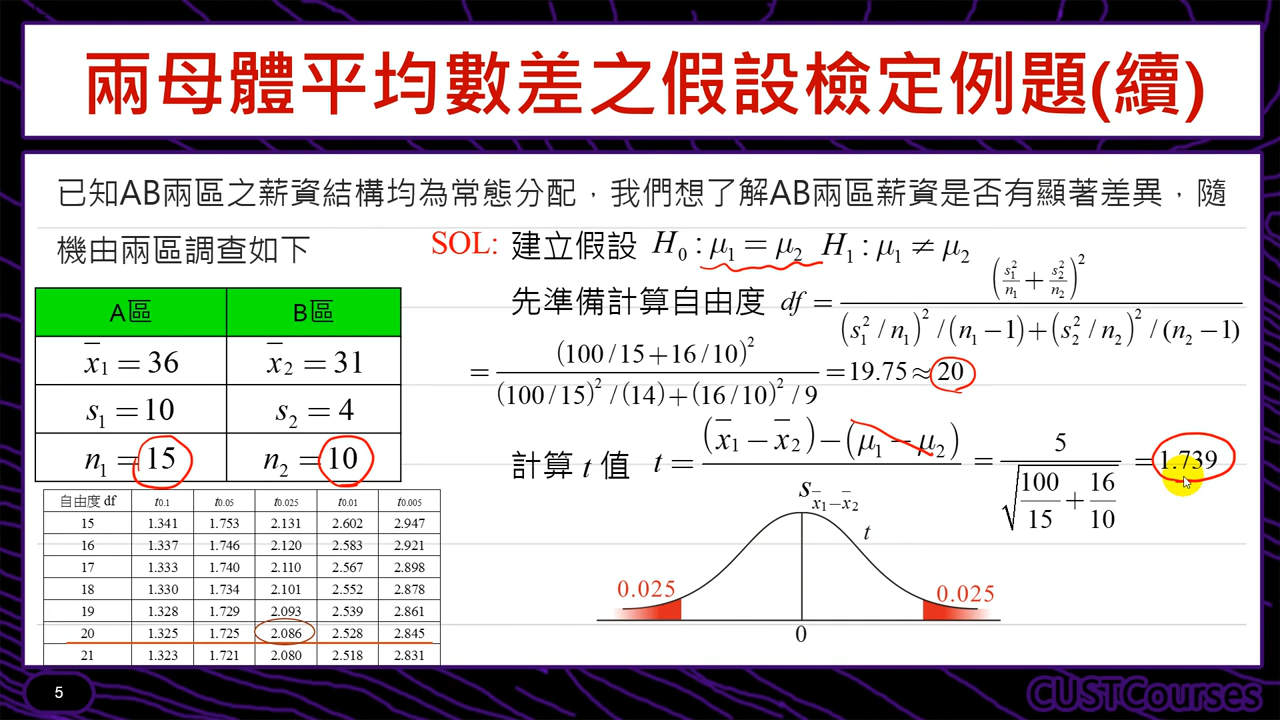 兩母體平均數差之假設檢定例題(續)
已知AB兩區之薪資結構均為常態分配，我們想了解AB兩區薪資是否有顯著差異，隨
機由兩區調查如下
SOL: 建立假設 H₀ : μ₁ = μ₂ H₁ : μ₁ ≠ μ₂
先準備計算自由度 df = (s₁²/n₁ + s₂²/n₂)² / ((s₁² / n₁)² / (n₁ −1) + (s₂² / n₂)² / (n₂ −1))
= (100 / 15 + 16 / 10)² / ((100 / 15)² / (14) + (16 / 10)² / 9) = 19.75 ≈ 20
計算 t 值 t = ((x̄₁ − x̄₂) − (μ₁ − μ₂)) / s_{x̄₁−x̄₂} = 5 / √(100/15 + 16/10) = 1.739
A區 B區
x̄₁ = 36 x̄₂ = 31
s₁ = 10 s₂ = 4
n₁ = 15 n₂ = 10
自由度 df t₀.₁ t₀.₀₅ t₀.₀₂₅ t₀.₀₁ t₀.₀₀₅
15 1.341 1.753 2.131 2.602 2.947
16 1.337 1.746 2.120 2.583 2.921
17 1.333 1.740 2.110 2.567 2.898
18 1.330 1.734 2.101 2.552 2.878
19 1.328 1.729 2.093 2.539 2.861
20 1.325 1.725 2.086 2.528 2.845
21 1.323 1.721 2.080 2.518 2.831
t
0.025 0.025
0
5
CUSTCourses